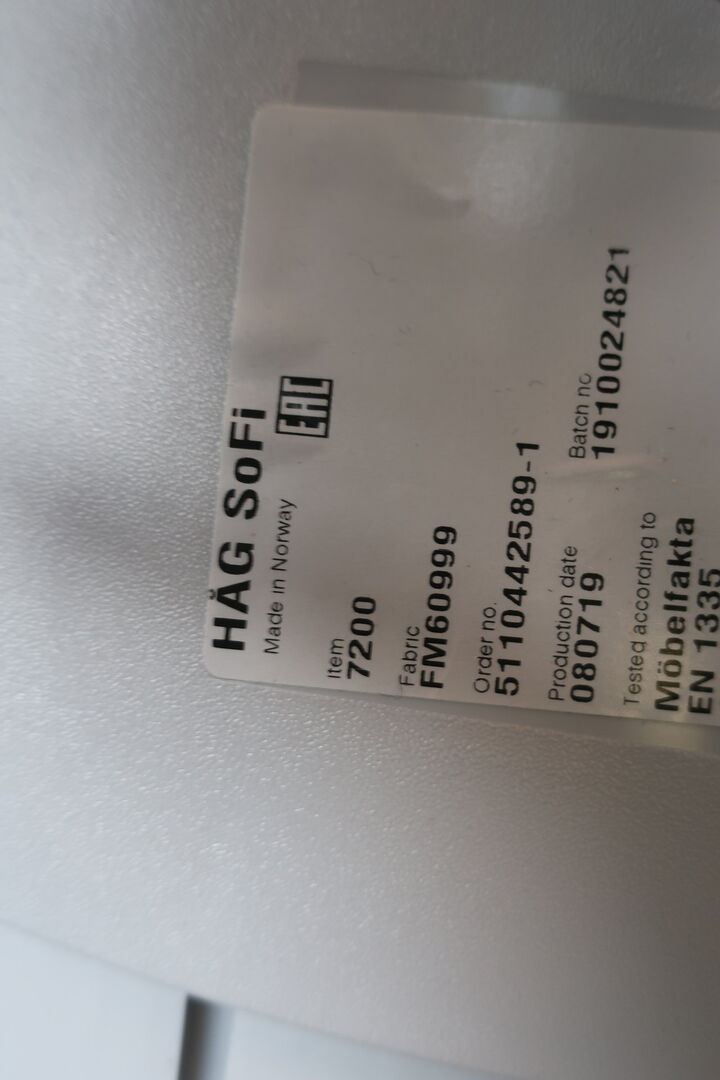 HÅG SoFi
Made in Norway
EAC
Item
7200
Fabric
FM60999
Order no.
5110442589-1
Production date
080719
Batch no.
1910024821
Tested according to
Möbelfakta
EN 1335